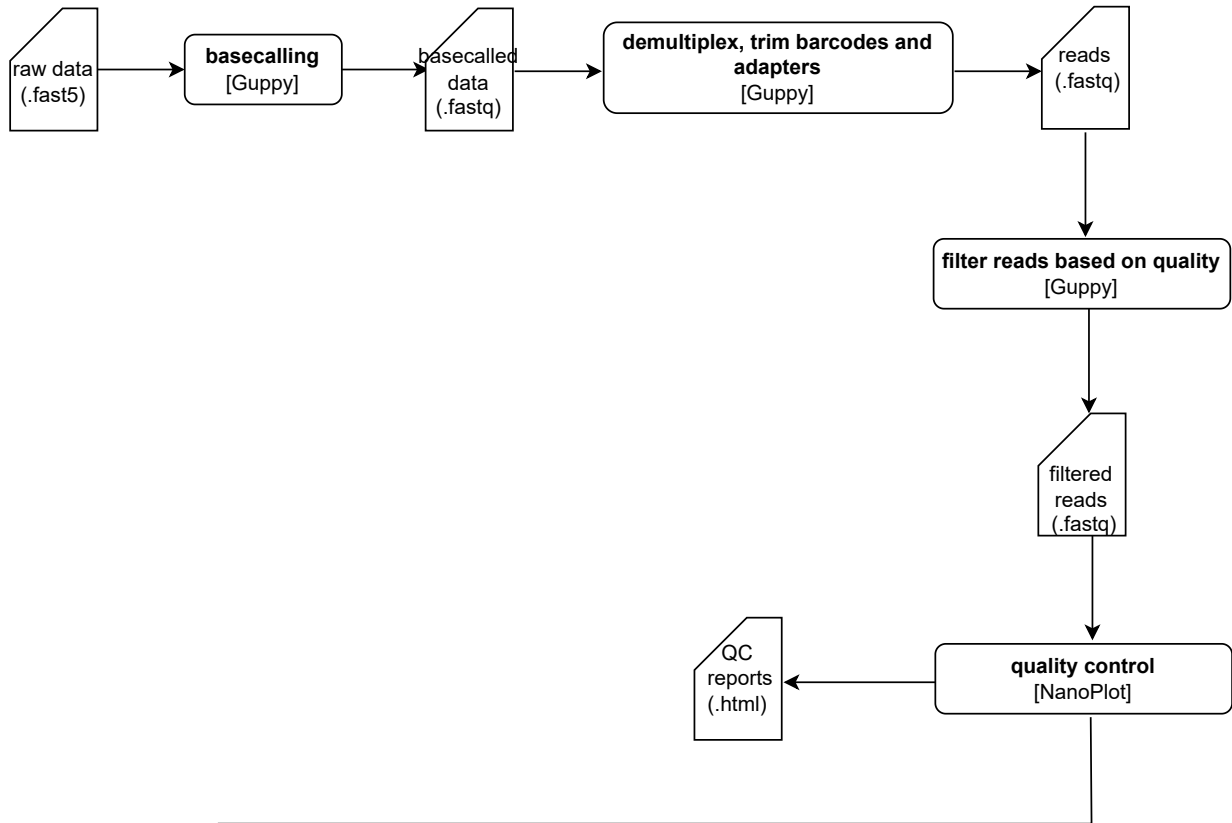 raw data
(.fast5)
basecalling
[Guppy]
basecalled
data
(.fastq)
demultiplex, trim barcodes and
adapters
[Guppy]
reads
(.fastq)
filter reads based on quality
[Guppy]
filtered
reads
(.fastq)
QC
reports
(.html)
quality control
[NanoPlot]